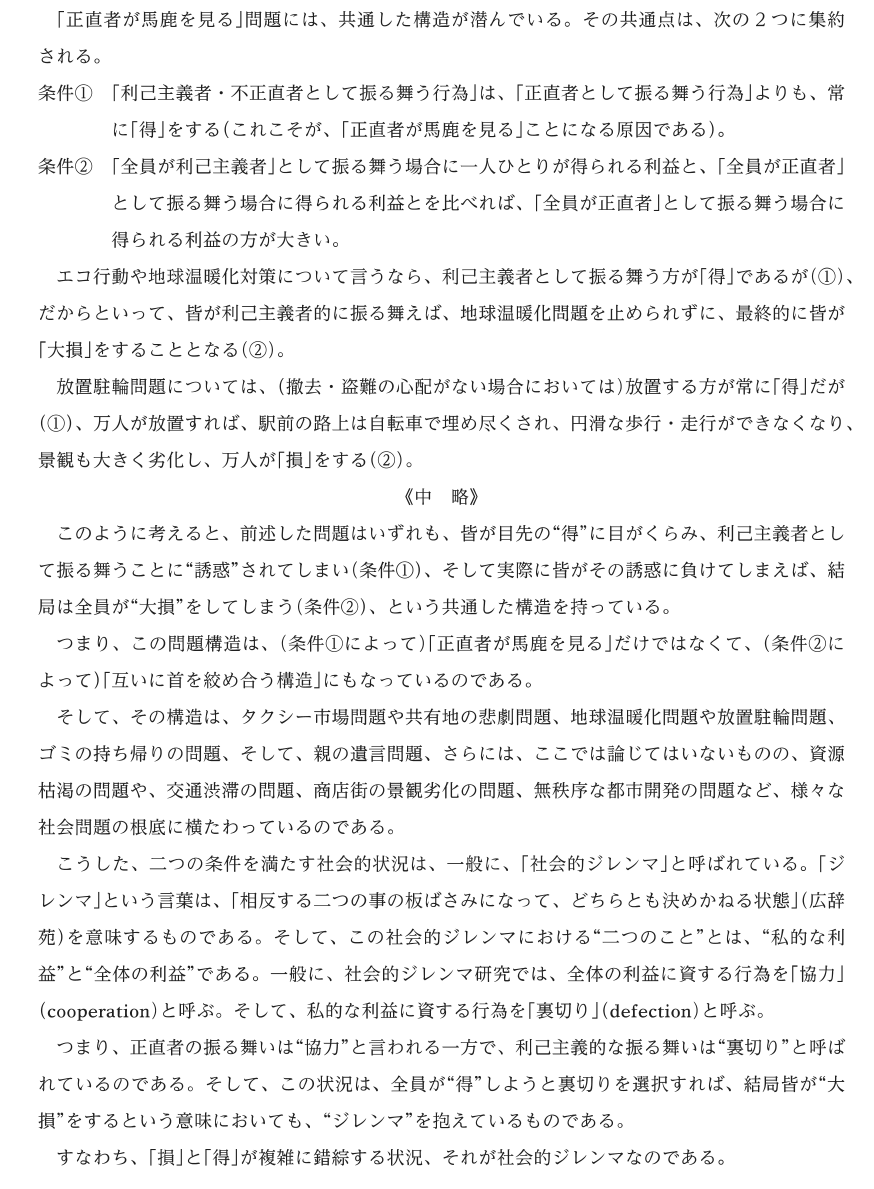 「正直者が馬鹿を見る」問題には、共通した構造が潜んでいる。その共通点は、次の２つに集約
される。
条件①　「利己主義者・不正直者として振る舞う行為」は、「正直者として振る舞う行為」よりも、常
に「得」をする(これこそが、「正直者が馬鹿を見る」ことになる原因である)。
条件②　「全員が利己主義者」として振る舞う場合に一人ひとりが得られる利益と、「全員が正直者」
として振る舞う場合に得られる利益とを比べれば、「全員が正直者」として振る舞う場合に
得られる利益の方が大きい。
エコ行動や地球温暖化対策について言うなら、利己主義者として振る舞う方が「得」であるが(①)、
だからといって、皆が利己主義者的に振る舞えば、地球温暖化問題を止められずに、最終的に皆が
「大損」をすることとなる(②)。
放置駐輪問題については、(撤去・盗難の心配がない場合においては)放置する方が常に「得」だが
(①)、万人が放置すれば、駅前の路上は自転車で埋め尽くされ、円滑な歩行・走行ができなくなり、
景観も大きく劣化し、万人が「損」をする(②)。
《中　略》
このように考えると、前述した問題はいずれも、皆が目先の“得”に目がくらみ、利己主義者とし
て振る舞うことに“誘惑”されてしまい(条件①)、そして実際に皆がその誘惑に負けてしまえば、結
局は全員が“大損”をしてしまう(条件②)、という共通した構造を持っている。
つまり、この問題構造は、(条件①によって)「正直者が馬鹿を見る」だけではなくて、(条件②に
よって)「互いに首を絞め合う構造」にもなっているのである。
そして、その構造は、タクシー市場問題や共有地の悲劇問題、地球温暖化問題や放置駐輪問題、
ゴミの持ち帰りの問題、そして、親の遺言問題、さらには、ここでは論じてはいないものの、資源
枯渇の問題や、交通渋滞の問題、商店街の景観劣化の問題、無秩序な都市開発の問題など、様々な
社会問題の根底に横たわっているのである。
こうした、二つの条件を満たす社会的状況は、一般に、「社会的ジレンマ」と呼ばれている。「ジ
レンマ」という言葉は、「相反する二つの事の板ばさみになって、どちらとも決めかねる状態」(広辞
苑)を意味するものである。そして、この社会的ジレンマにおける“二つのこと”とは、“私的な利
益”と“全体の利益”である。一般に、社会的ジレンマ研究では、全体の利益に資する行為を「協力」
(cooperation)と呼ぶ。そして、私的な利益に資する行為を「裏切り」(defection)と呼ぶ。
つまり、正直者の振る舞いは“協力”と言われる一方で、利己主義的な振る舞いは“裏切り”と呼ば
れているのである。そして、この状況は、全員が“得”しようと裏切りを選択すれば、結局皆が“大
損”をするという意味においても、“ジレンマ”を抱えているものである。
すなわち、「損」と「得」が複雑に錯綜する状況、それが社会的ジレンマなのである。